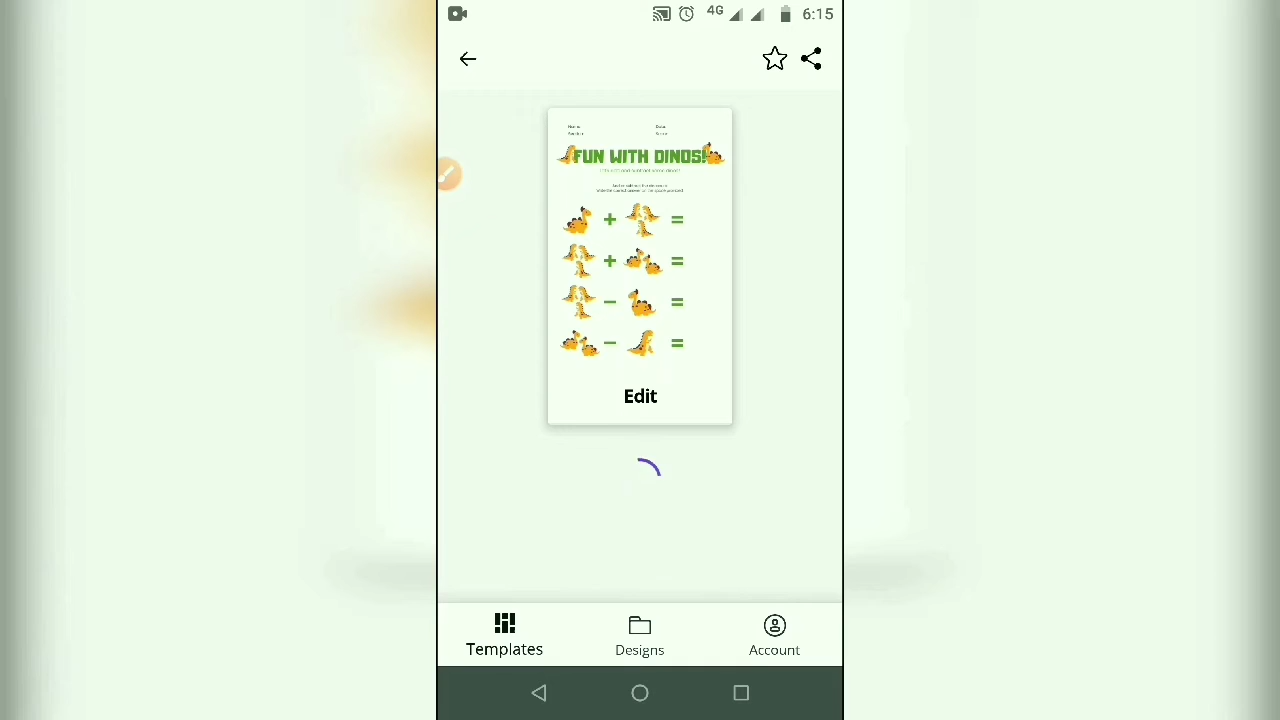 4G 6:15
FUN WITH DINOS!
+ =
+ =
− =
− =
Edit
Templates Designs Account